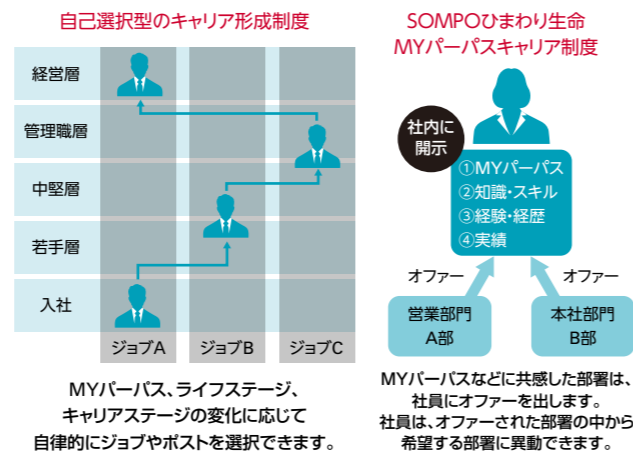 自己選択型のキャリア形成制度
経営層
管理職層
中堅層
若手層
入社
ジョブA
ジョブB
ジョブC
MYパーパス、ライフステージ、
キャリアステージの変化に応じて
自律的にジョブやポストを選択できます。
SOMPOひまわり生命
MYパーパスキャリア制度
社内に
開示
①MYパーパス
②知識・スキル
③経験・経歴
④実績
オファー
オファー
営業部門
A部
本社部門
B部
MYパーパスなどに共感した部署は、
社員にオファーを出します。
社員は、オファーされた部署の中から
希望する部署に異動できます。